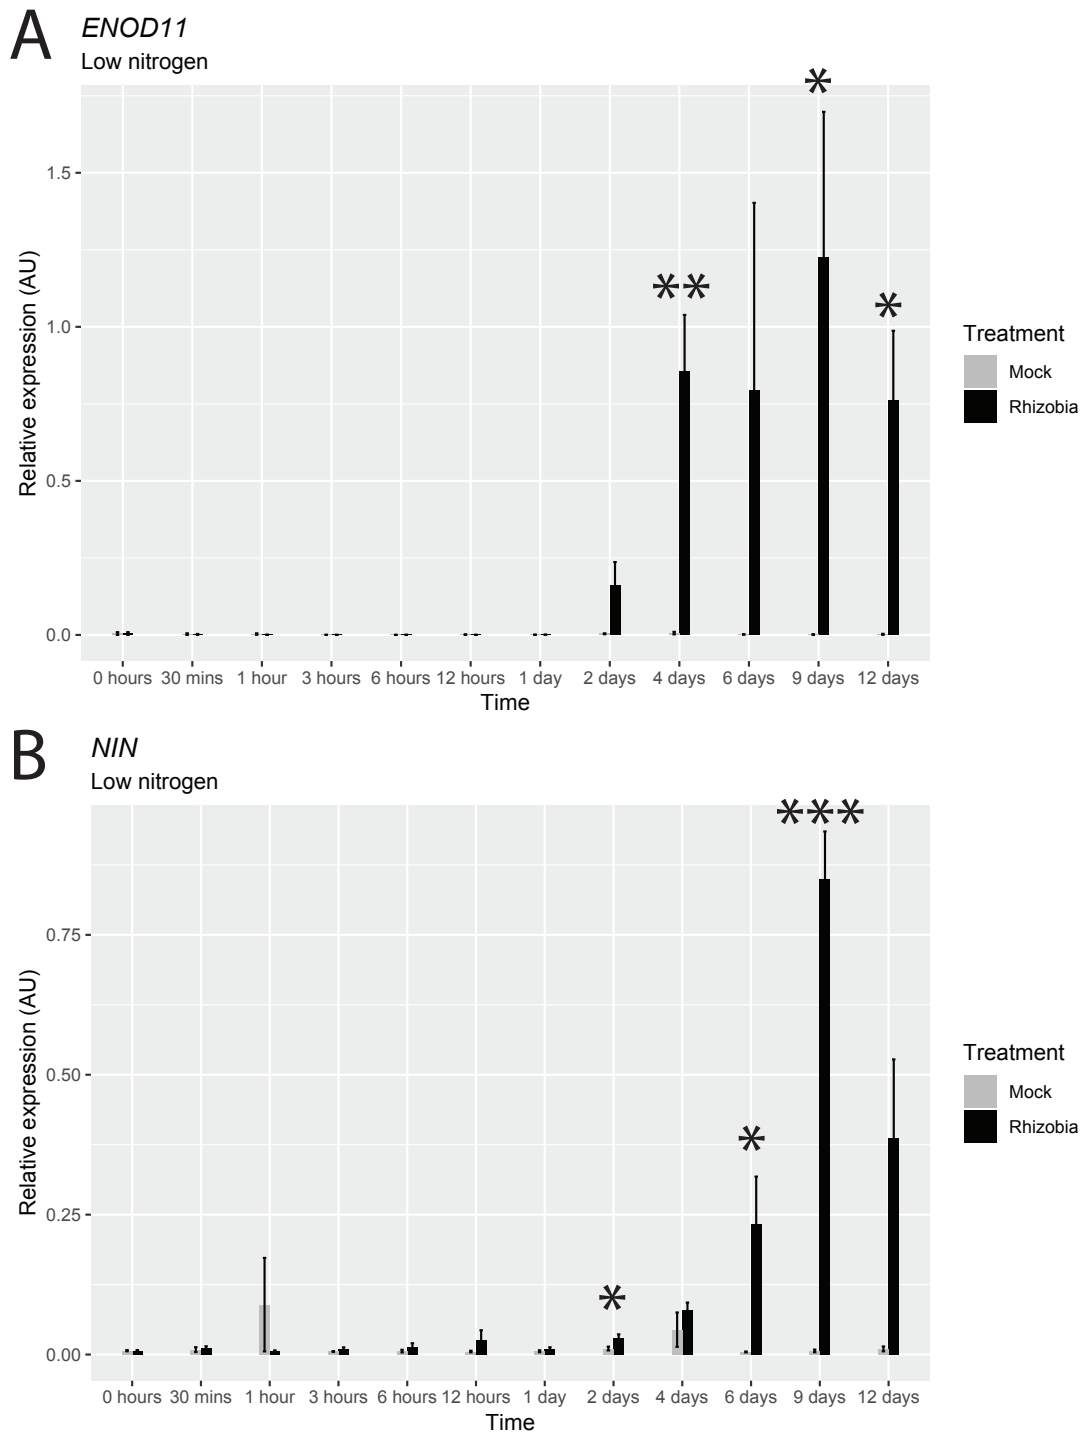 A
ENOD11
Low nitrogen
*
**
*
1.5
1.0
0.5
0.0
Relative expression (AU)
0 hours 30 mins 1 hour 3 hours 6 hours 12 hours 1 day 2 days 4 days 6 days 9 days 12 days
Time
Treatment
Mock
Rhizobia
B
NIN
Low nitrogen
***
*
*
0.75
0.50
0.25
0.00
Relative expression (AU)
0 hours 30 mins 1 hour 3 hours 6 hours 12 hours 1 day 2 days 4 days 6 days 9 days 12 days
Time
Treatment
Mock
Rhizobia